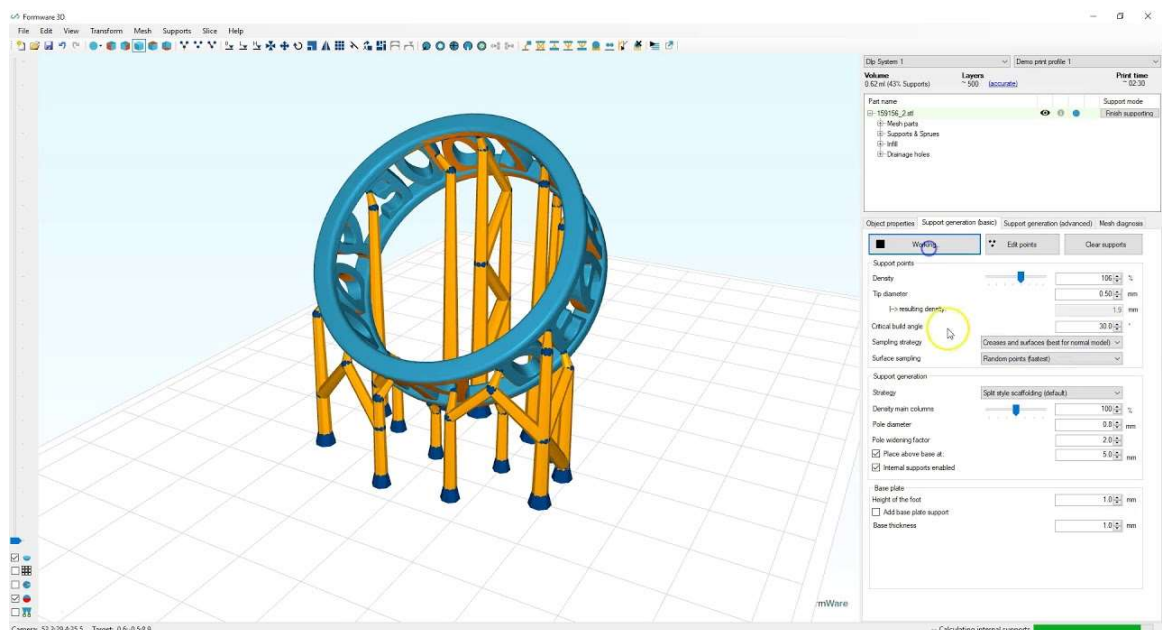 Formware 3D
File Edit View Transform Mesh Supports Slice Help
Dlp System 1 Demo print profile 1
Volume Layers Print time
0.62 ml (43% Supports) ~ 500 (accurate) ~ 02:30
Part name Support mode
159156_2.stl Finish supporting
Mesh parts
Supports & Sprues
Infill
Drainage holes
Object properties Support generation (basic) Support generation (advanced) Mesh diagnosis
Working... Edit points Clear supports
Support points
Density 106 %
Tip diameter 0.50 mm
|-> resulting density: 1.9 mm
Critical build angle 30.0 °
Sampling strategy Creases and surfaces (best for normal model)
Surface sampling Random points (fastest)
Support generation
Strategy Split style scaffolding (default)
Density main columns 100 %
Pole diameter 0.8 mm
Pole widening factor 2.0
Place above base at: 5.0 mm
Internal supports enabled
Base plate
Height of the foot 1.0 mm
Add base plate support
Base thickness 1.0 mm
rmWare
Calculating internal supports